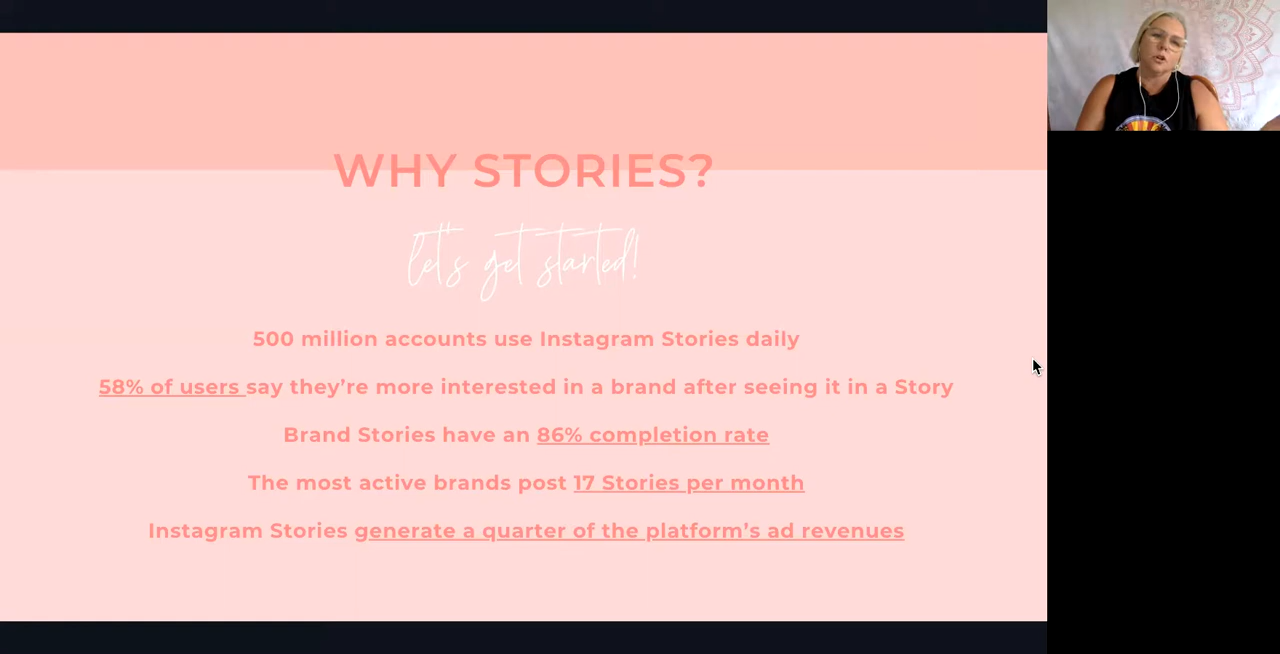 WHY STORIES?
let's get started!
500 million accounts use Instagram Stories daily
58% of users say they’re more interested in a brand after seeing it in a Story
Brand Stories have an 86% completion rate
The most active brands post 17 Stories per month
Instagram Stories generate a quarter of the platform’s ad revenues